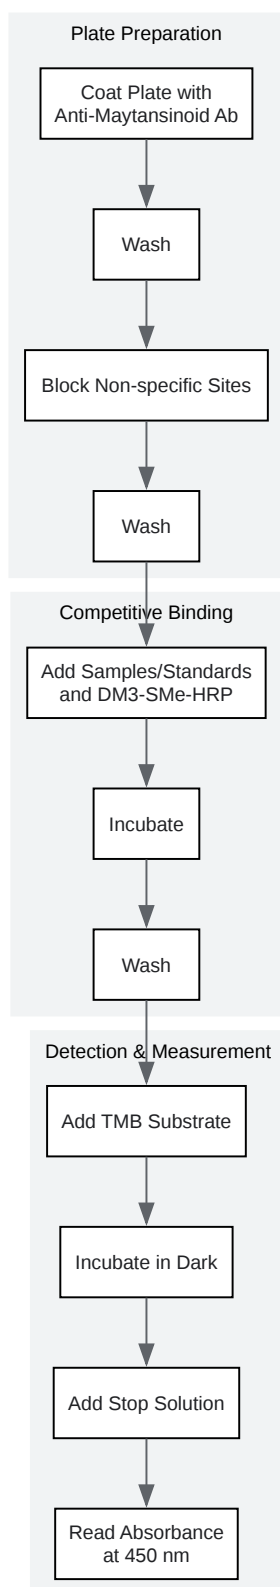 Plate Preparation
Coat Plate with
Anti-Maytansinoid Ab
Wash
Block Non-specific Sites
Wash
Competitive Binding
Add Samples/Standards
and DM3-SMe-HRP
Incubate
Wash
Detection & Measurement
Add TMB Substrate
Incubate in Dark
Add Stop Solution
Read Absorbance
at 450 nm